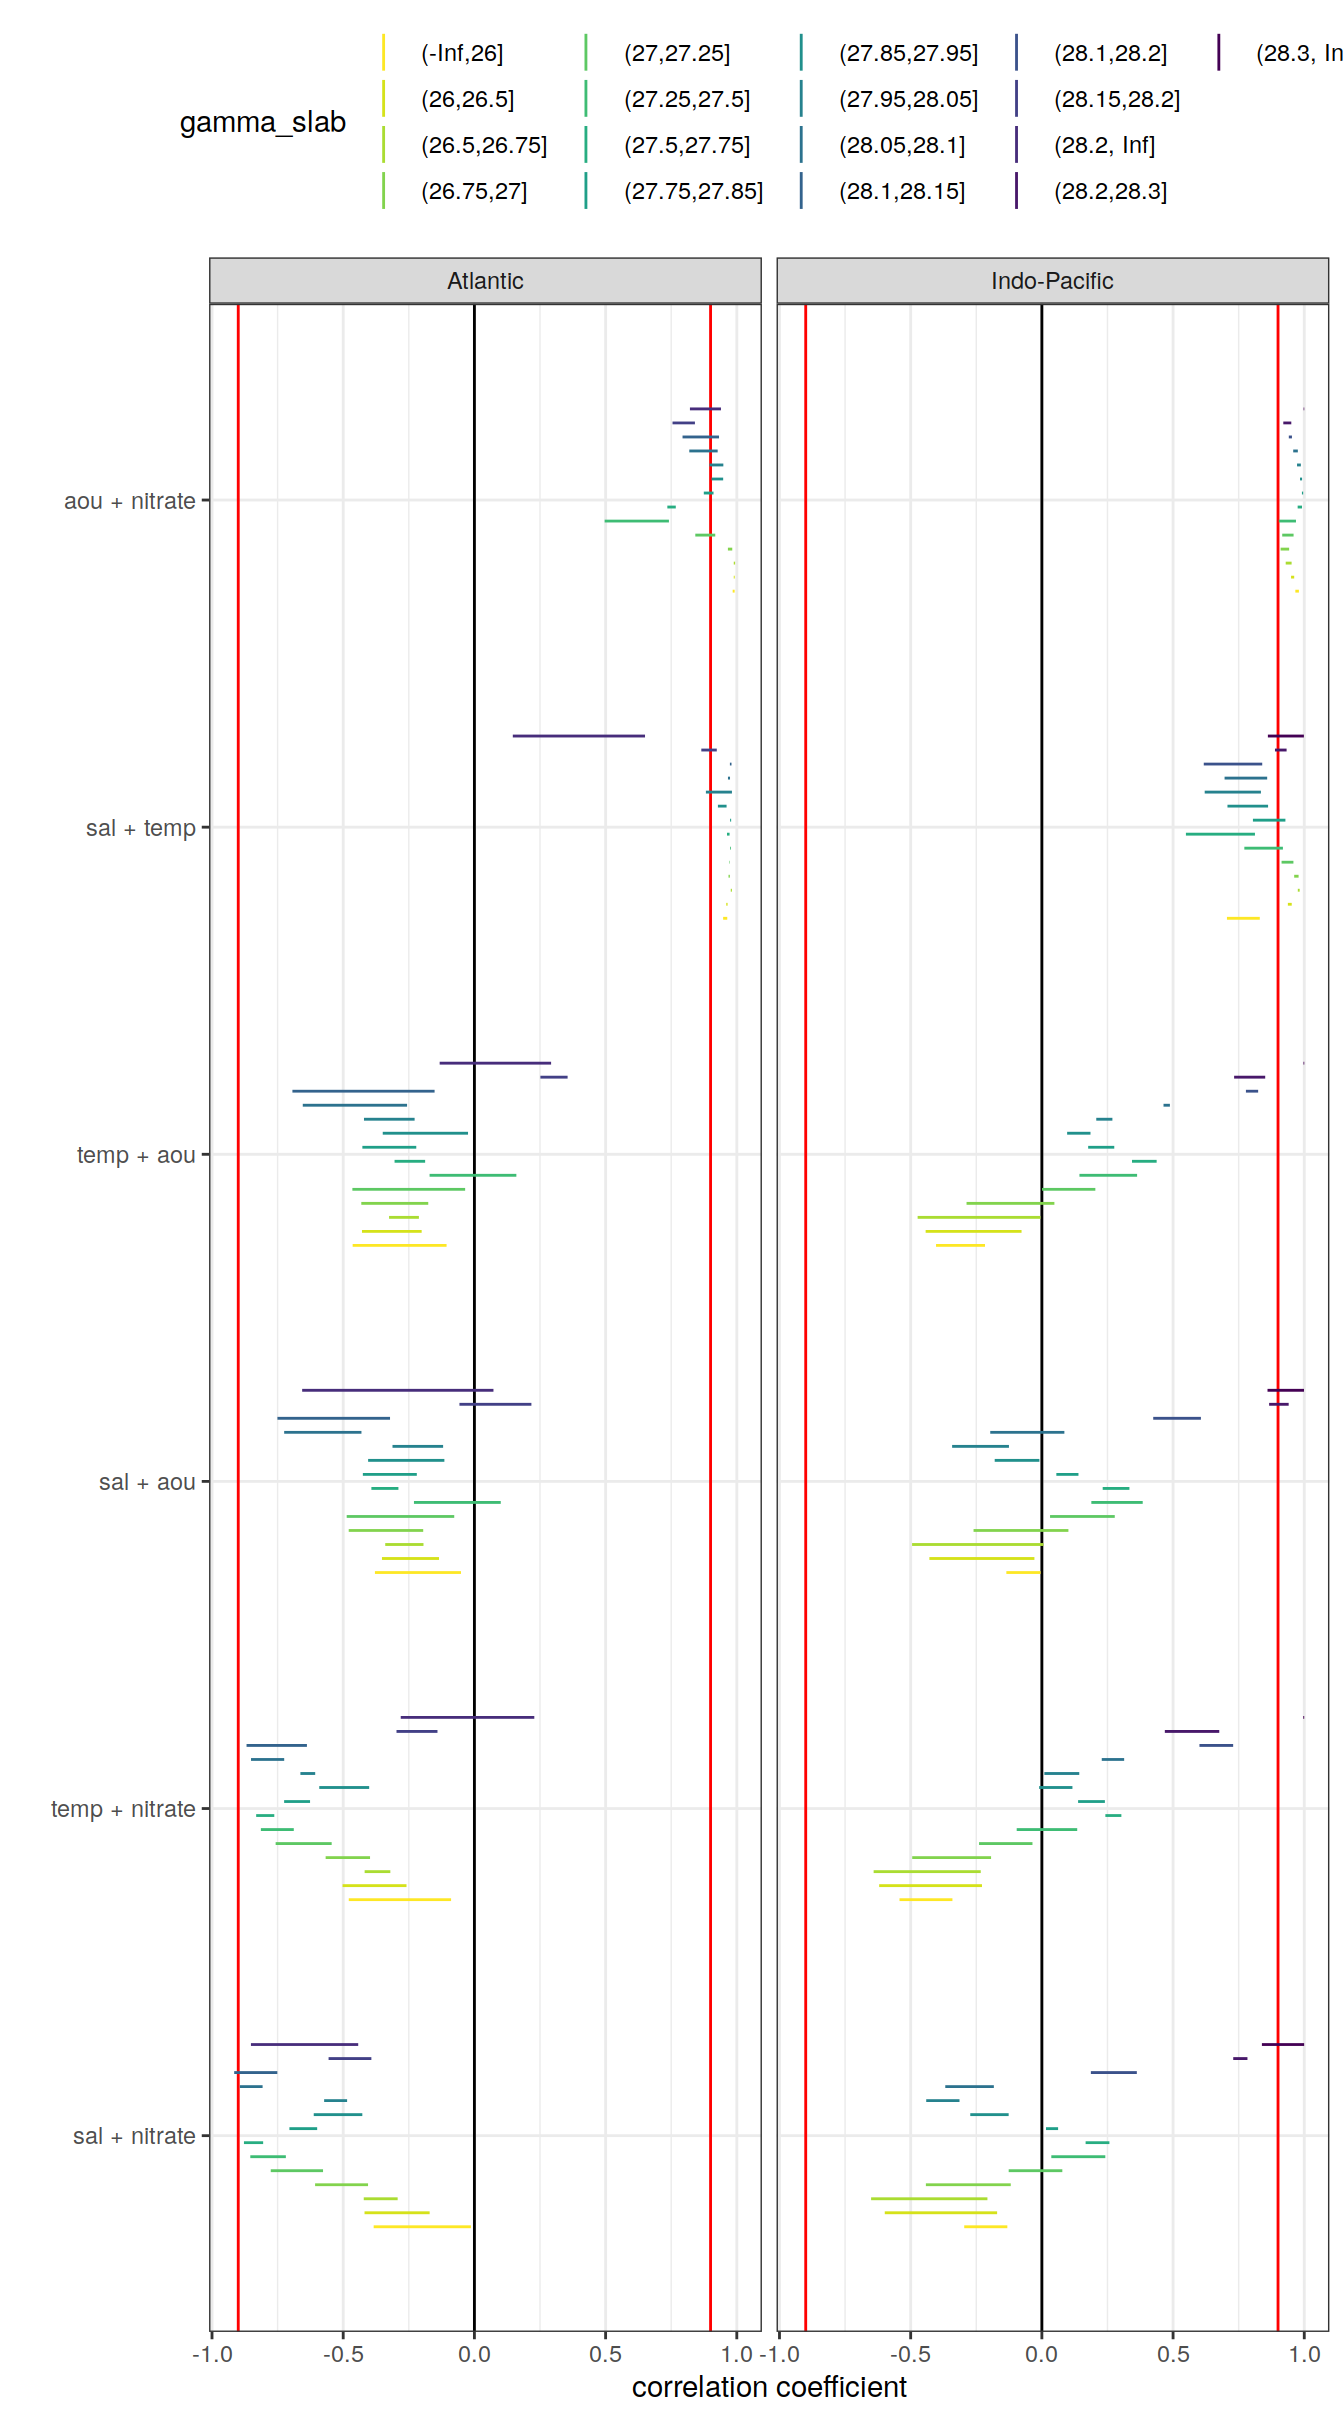 gamma_slab
(-Inf,26]
(26,26.5]
(26.5,26.75]
(26.75,27]
(27,27.25]
(27.25,27.5]
(27.5,27.75]
(27.75,27.85]
(27.85,27.95]
(27.95,28.05]
(28.05,28.1]
(28.1,28.15]
(28.1,28.2]
(28.15,28.2]
(28.2, Inf]
(28.2,28.3]
(28.3, In
Atlantic
Indo-Pacific
aou + nitrate
sal + temp
temp + aou
sal + aou
temp + nitrate
sal + nitrate
-1.0 -0.5 0.0 0.5 1.0
-1.0 -0.5 0.0 0.5 1.0
correlation coefficient